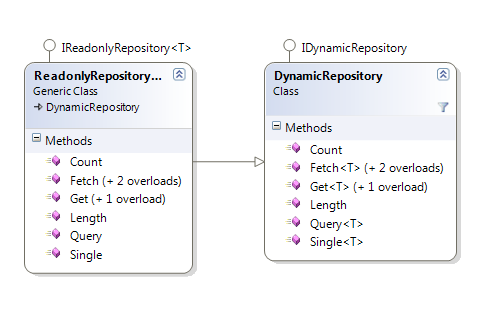 IReadonlyRepository<T>
ReadonlyRepository...
Generic Class
DynamicRepository
Methods
Count
Fetch (+ 2 overloads)
Get (+ 1 overload)
Length
Query
Single
IDynamicRepository
DynamicRepository
Class
Methods
Count
Fetch<T> (+ 2 overloads)
Get<T> (+ 1 overload)
Length
Query<T>
Single<T>